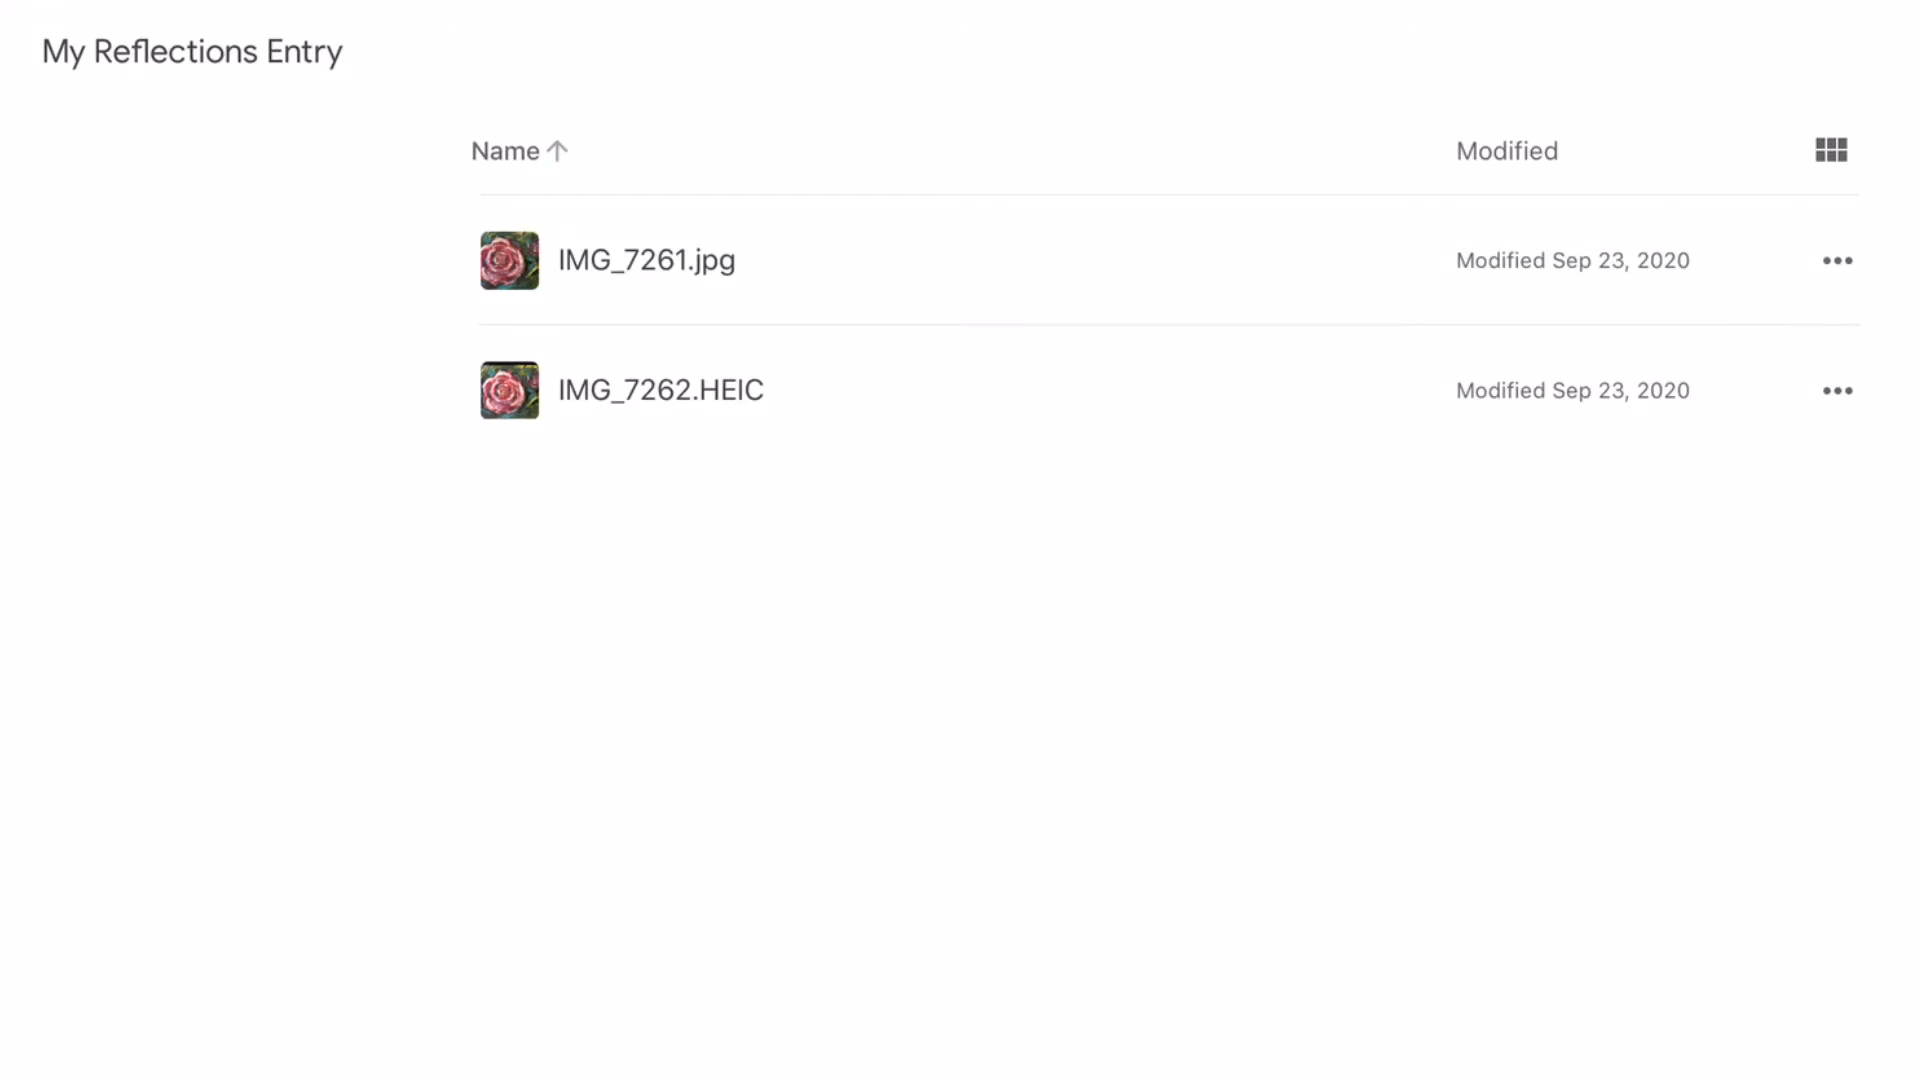 My Reflections Entry
Name Modified
IMG_7261.jpg Modified Sep 23, 2020
IMG_7262.HEIC Modified Sep 23, 2020